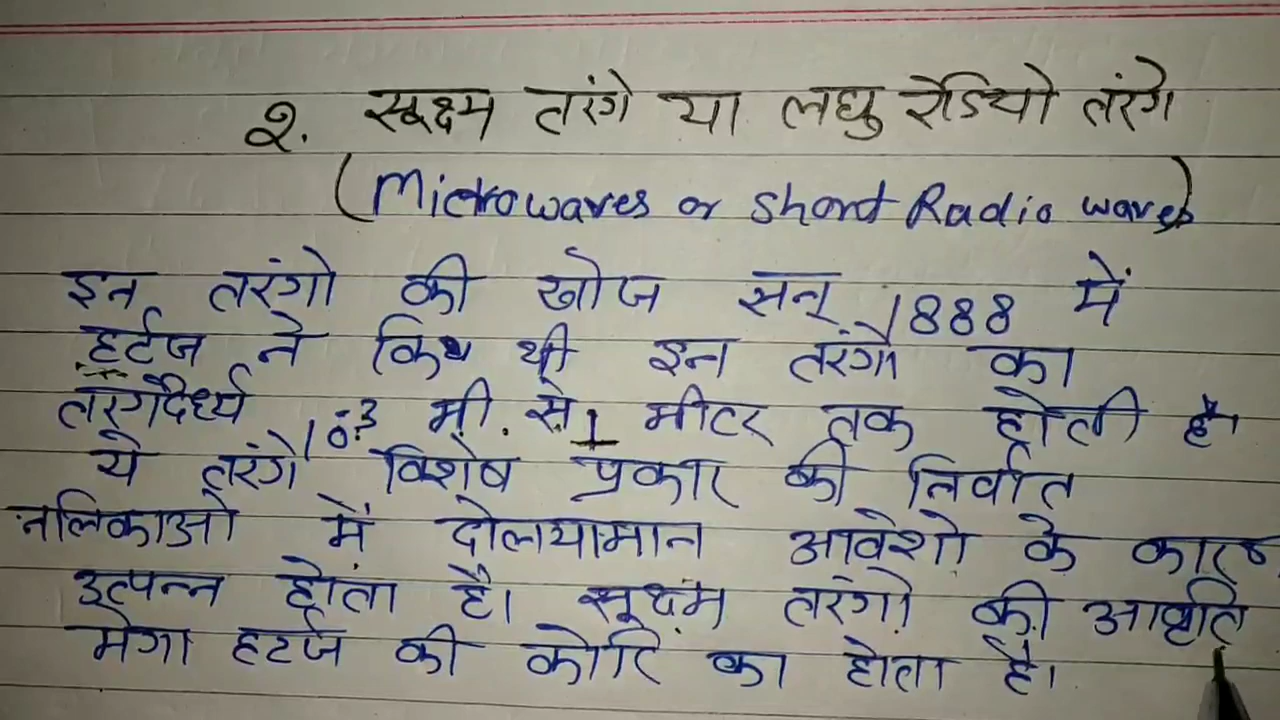 २. सूक्ष्म तरंगे या लघु रेडियो तरंगे
(Microwaves or Short Radio waves)
इन तरंगो की खोज सन् 1888 में
हर्टज ने किय थी इन तरंगो का
तरंगदैर्ध्य 10⁻³ मी. से 1 मीटर तक होती है।
ये तरंगे विशेष प्रकार की निर्वात
नलिकाओ में दोलयामान आवेशो के कारण
उत्पन्न होता है। सूक्ष्म तरंगो की आवृति
मेगा हर्टज की कोटि का होता है।